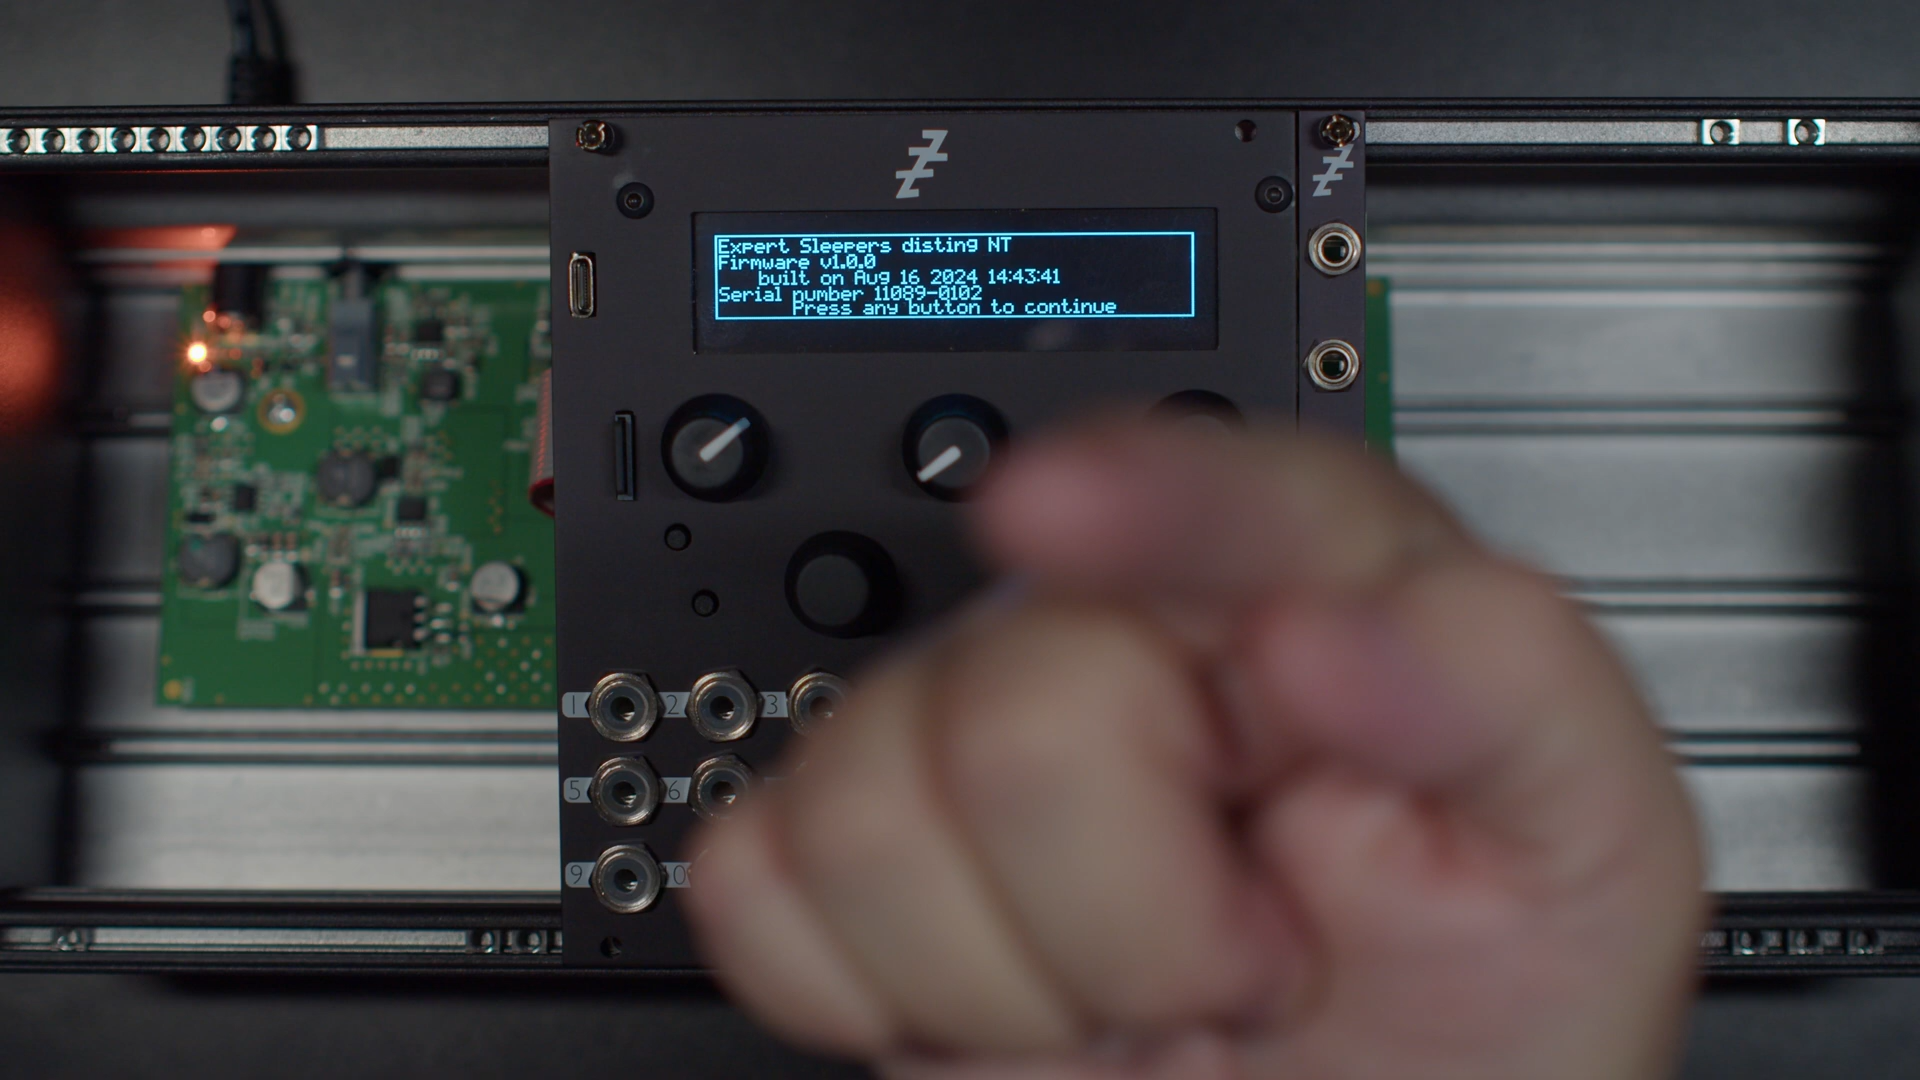 Expert Sleepers disting NT
Firmware v1.0.0
built on Aug 16 2024 14:43:41
Serial number 11089-0102
Press any button to continue
1 2 3
5 6
9 10